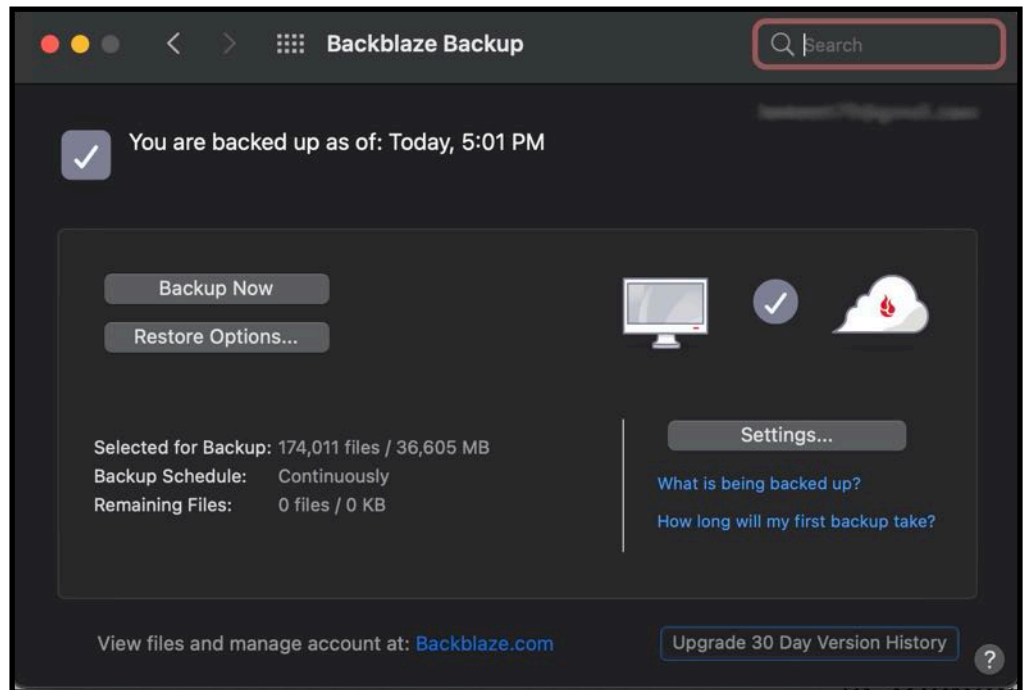 Backblaze Backup
Search
You are backed up as of: Today, 5:01 PM
Backup Now
Restore Options...
Selected for Backup: 174,011 files / 36,605 MB
Backup Schedule: Continuously
Remaining Files: 0 files / 0 KB
Settings...
What is being backed up?
How long will my first backup take?
View files and manage account at: Backblaze.com
Upgrade 30 Day Version History
?